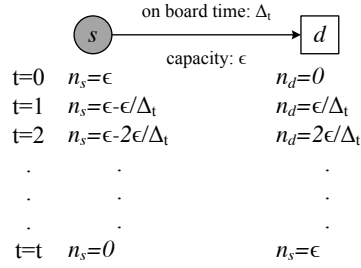 on board time: Δt
s d
capacity: ϵ
t=0 ns=ϵ nd=0
t=1 ns=ϵ-ϵ/Δt nd=ϵ/Δt
t=2 ns=ϵ-2ϵ/Δt nd=2ϵ/Δt
. . .
. . .
. . .
t=t ns=0 ns=ϵ